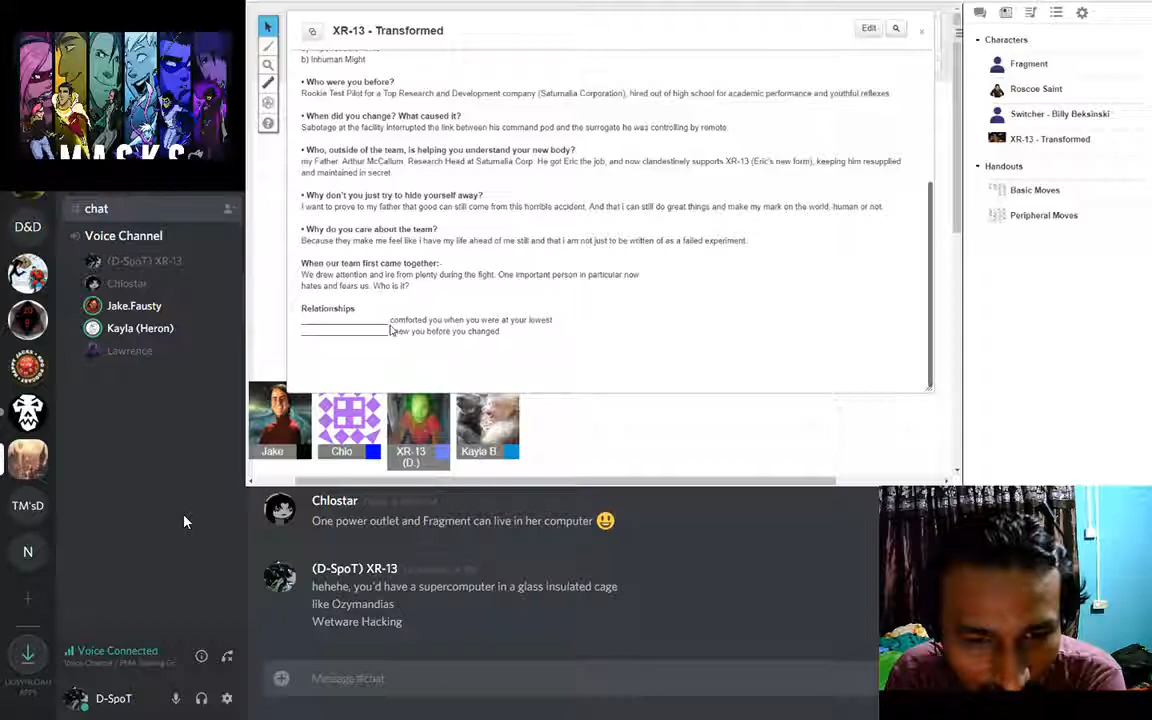 XR-13 - Transformed
Edit
b) Inhuman Might
• Who were you before?
Rookie Test Pilot for a Top Research and Development company (Saturnalia Corporation), hired out of high school for academic performance and youthful reflexes
• When did you change? What caused it?
Sabotage at the facility Interrupted the link between his command pod and the surrogate he was controlling by remote.
• Who, outside of the team, is helping you understand your new body?
my Father Arthur McCallum Research Head at Saturnalia Corp. He got Eric the job, and now clandestinely supports XR-13 (Eric's new form), keeping him resupplied
and maintained in secret.
• Why don't you just try to hide yourself away?
I want to prove to my father that good can still come from this horrible accident. And that i can still do great things and make my mark on the world, human or not.
• Why do you care about the team?
Because they make me feel like i have my life ahead of me still and that i am not just to be written of as a failed experiment.
When our team first came together:-
We drew attention and ire from plenty during the fight. One important person in particular now
hates and fears us. Who is it?
Relationships
comforted you when you were at your lowest
you before you changed
Characters
Fragment
Roscoe Saint
Switcher - Billy Beksinski
XR-13 - Transformed
Handouts
Basic Moves
Peripheral Moves
Jake
Chlo
XR-13
(D.)
Kayla B.
MASKS
D&D
TM'sD
N
DOWNLOAD
APPS
chat
Voice Channel
(D-SpoT) XR-13
Chlostar
Jake.Fausty
Kayla (Heron)
Lawrence
Voice Connected
D-SpoT
Chlostar
One power outlet and Fragment can live in her computer
(D-SpoT) XR-13
hehehe, you'd have a supercomputer in a glass insulated cage
like Ozymandias
Wetware Hacking
Message #chat